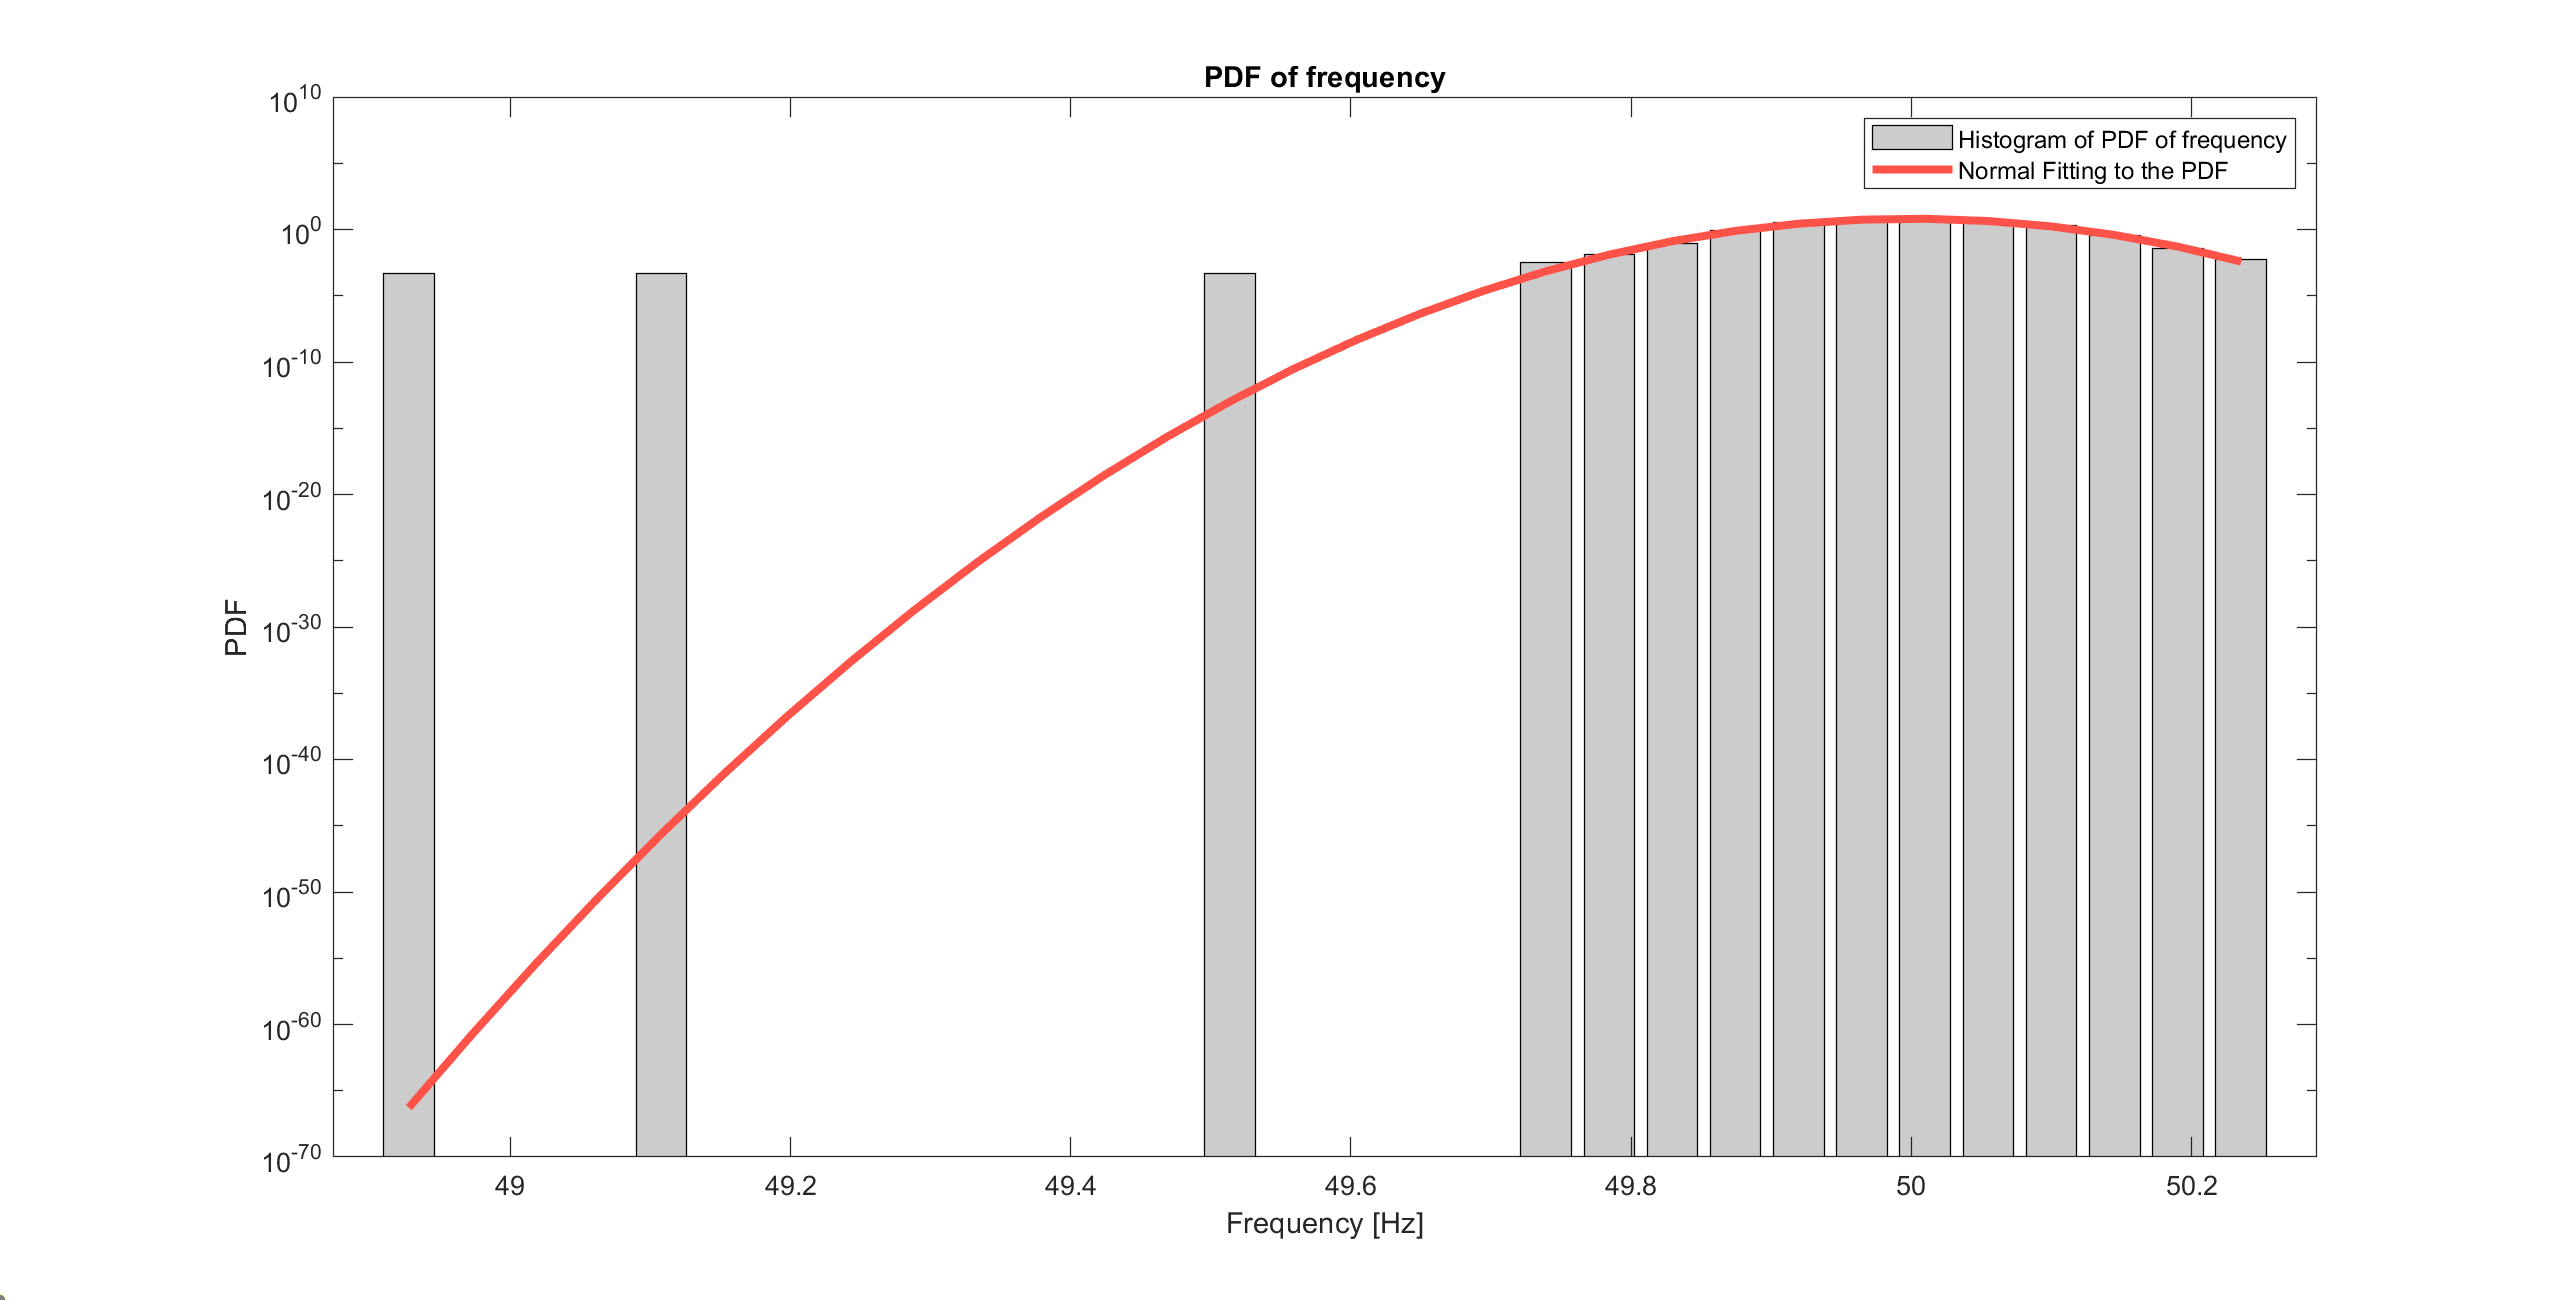 PDF of frequency
Histogram of PDF of frequency
Normal Fitting to the PDF
10^10
10^0
10^-10
10^-20
10^-30
10^-40
10^-50
10^-60
10^-70
PDF
49 49.2 49.4 49.6 49.8 50 50.2
Frequency [Hz]